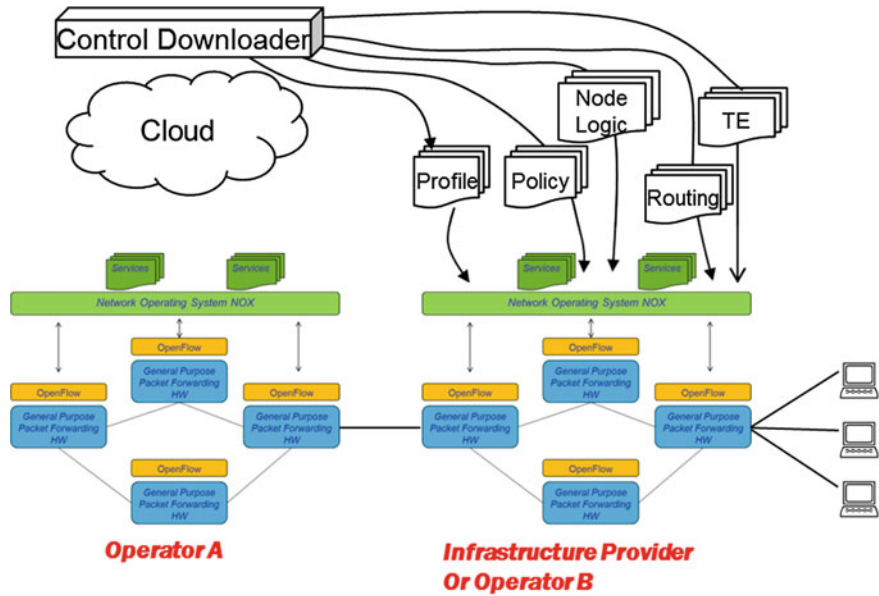 Control Downloader
Cloud
Node
Logic
TE
Profile
Policy
Routing
Services
Services
Services
Services
Network Operating System NOX
Network Operating System NOX
OpenFlow
General Purpose
Packet Forwarding
HW
OpenFlow
General Purpose
Packet Forwarding
HW
OpenFlow
General Purpose
Packet Forwarding
HW
OpenFlow
General Purpose
Packet Forwarding
HW
OpenFlow
General Purpose
Packet Forwarding
HW
OpenFlow
General Purpose
Packet Forwarding
HW
OpenFlow
General Purpose
Packet Forwarding
HW
OpenFlow
General Purpose
Packet Forwarding
HW
Operator A
Infrastructure Provider
Or Operator B